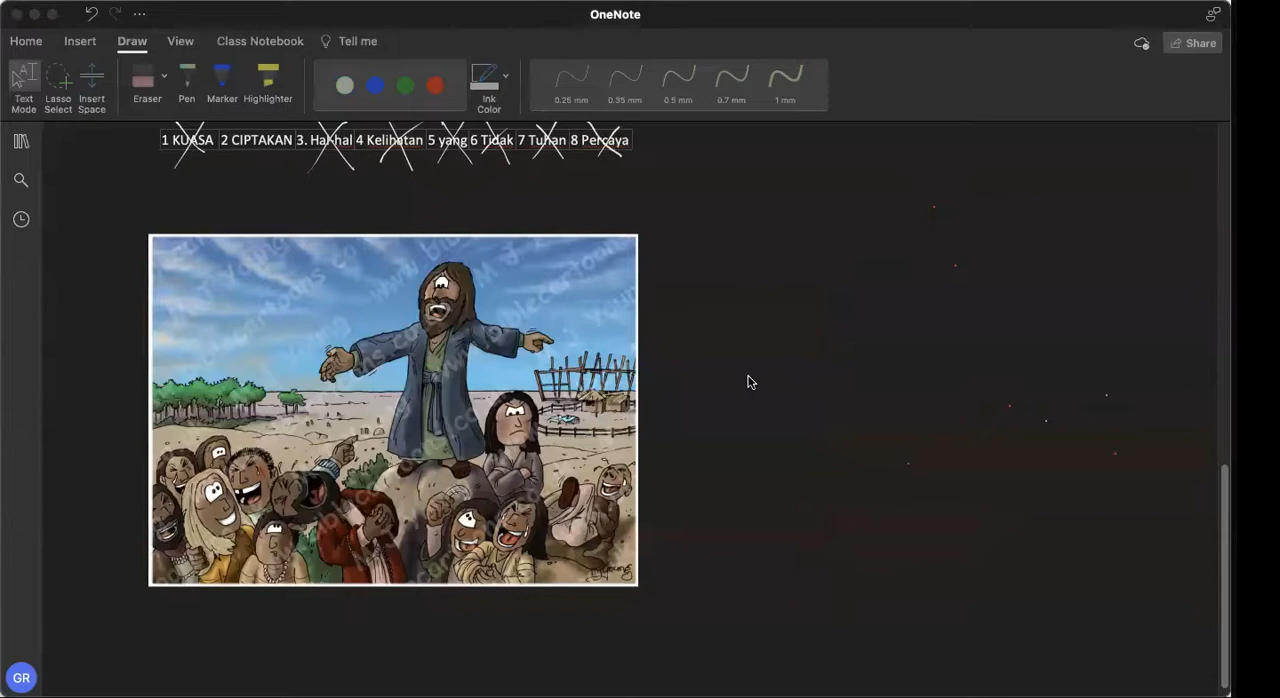 OneNote
Home Insert Draw View Class Notebook Tell me
Share
Text Mode
Lasso Select
Insert Space
Eraser
Pen
Marker
Highlighter
Ink Color
0.25 mm
0.35 mm
0.5 mm
0.7 mm
1 mm
1 KUASA 2 CIPTAKAN 3. Hal-hal 4 Kelihatan 5 yang 6 Tidak 7 Tuhan 8 Percaya
GR